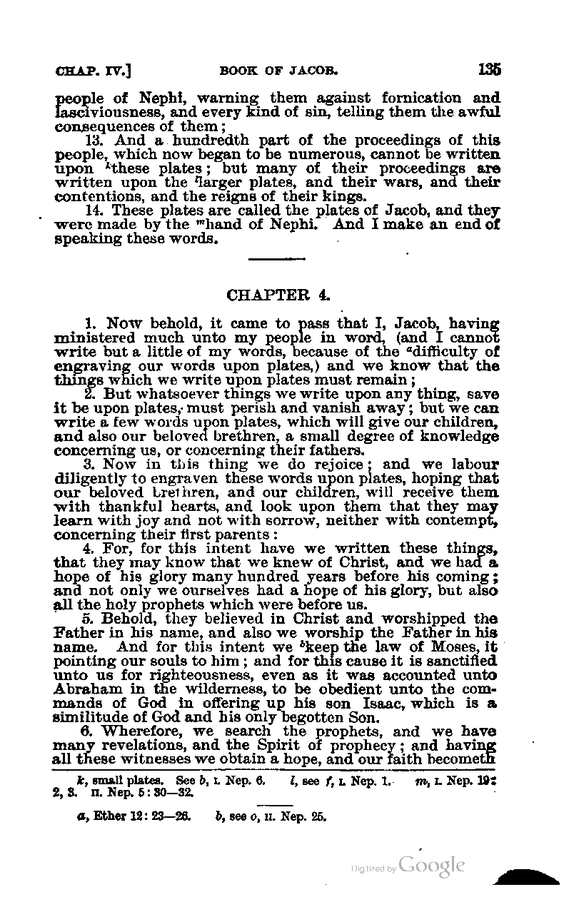 CHAP. IV.] BOOK OF JACOB. 135
people of Nephi, warning them against fornication and
lasciviousness, and every kind of sin, telling them the awful
consequences of them;
13. And a hundredth part of the proceedings of this
people, which now began to be numerous, cannot be written
upon ᵏthese plates; but many of their proceedings are
written upon the ˡlarger plates, and their wars, and their
contentions, and the reigns of their kings.
14. These plates are called the plates of Jacob, and they
were made by the ᵐhand of Nephi. And I make an end of
speaking these words.
CHAPTER 4.
1. Now behold, it came to pass that I, Jacob, having
ministered much unto my people in word, (and I cannot
write but a little of my words, because of the ᵃdifficulty of
engraving our words upon plates,) and we know that the
things which we write upon plates must remain;
2. But whatsoever things we write upon any thing, save
it be upon plates, must perish and vanish away; but we can
write a few words upon plates, which will give our children,
and also our beloved brethren, a small degree of knowledge
concerning us, or concerning their fathers.
3. Now in this thing we do rejoice; and we labour
diligently to engraven these words upon plates, hoping that
our beloved brethren, and our children, will receive them
with thankful hearts, and look upon them that they may
learn with joy and not with sorrow, neither with contempt,
concerning their first parents:
4. For, for this intent have we written these things,
that they may know that we knew of Christ, and we had a
hope of his glory many hundred years before his coming;
and not only we ourselves had a hope of his glory, but also
all the holy prophets which were before us.
5. Behold, they believed in Christ and worshipped the
Father in his name, and also we worship the Father in his
name. And for this intent we ᵇkeep the law of Moses, it
pointing our souls to him; and for this cause it is sanctified
unto us for righteousness, even as it was accounted unto
Abraham in the wilderness, to be obedient unto the com-
mands of God in offering up his son Isaac, which is a
similitude of God and his only begotten Son.
6. Wherefore, we search the prophets, and we have
many revelations, and the Spirit of prophecy; and having
all these witnesses we obtain a hope, and our faith becometh
k, small plates. See b, I. Nep. 6. l, see f, I. Nep. 1. m, I. Nep. 19:
2, 3. II. Nep. 5: 30—32.
a, Ether 12: 23—26. b, see o, II. Nep. 25.
Digitized by Google